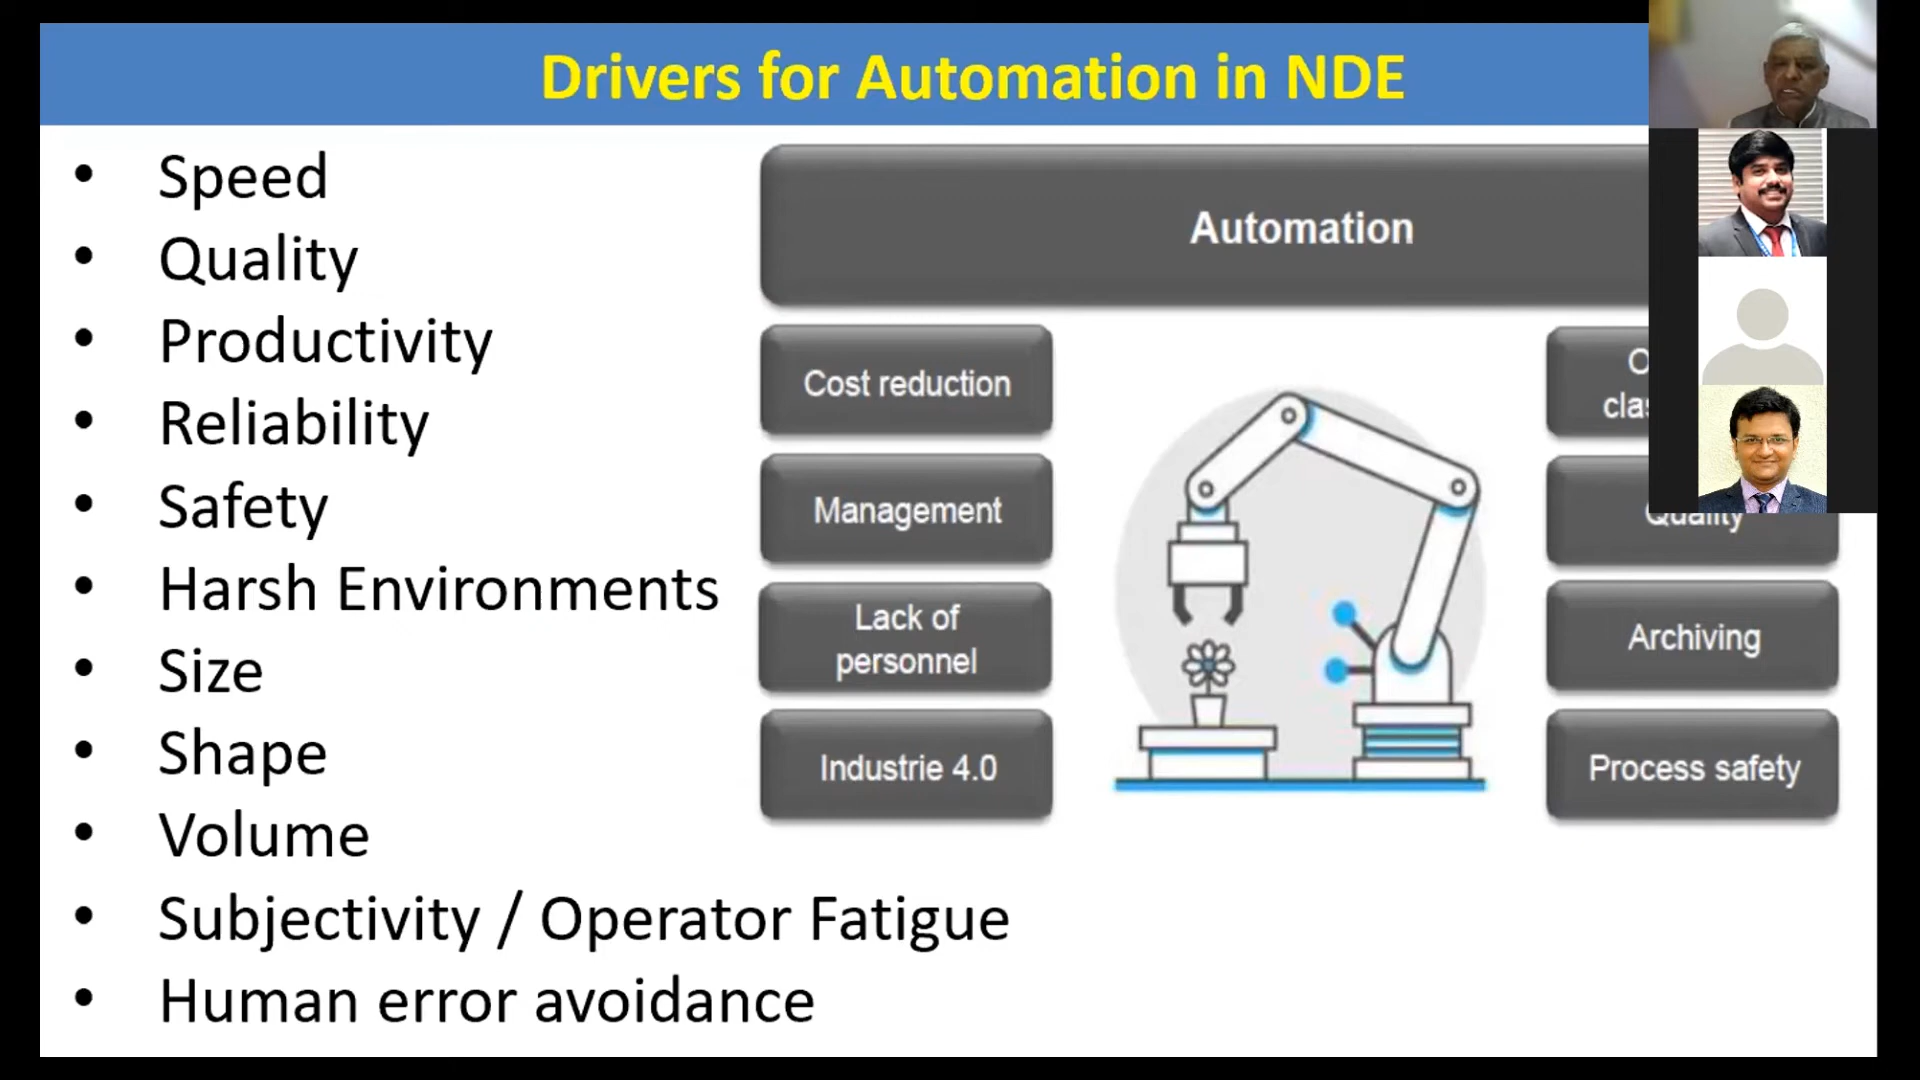 Drivers for Automation in NDE
• Speed
• Quality
• Productivity
• Reliability
• Safety
• Harsh Environments
• Size
• Shape
• Volume
• Subjectivity / Operator Fatigue
• Human error avoidance
Automation
Cost reduction
Management
Lack of
personnel
Industrie 4.0
Quality
Archiving
Process safety